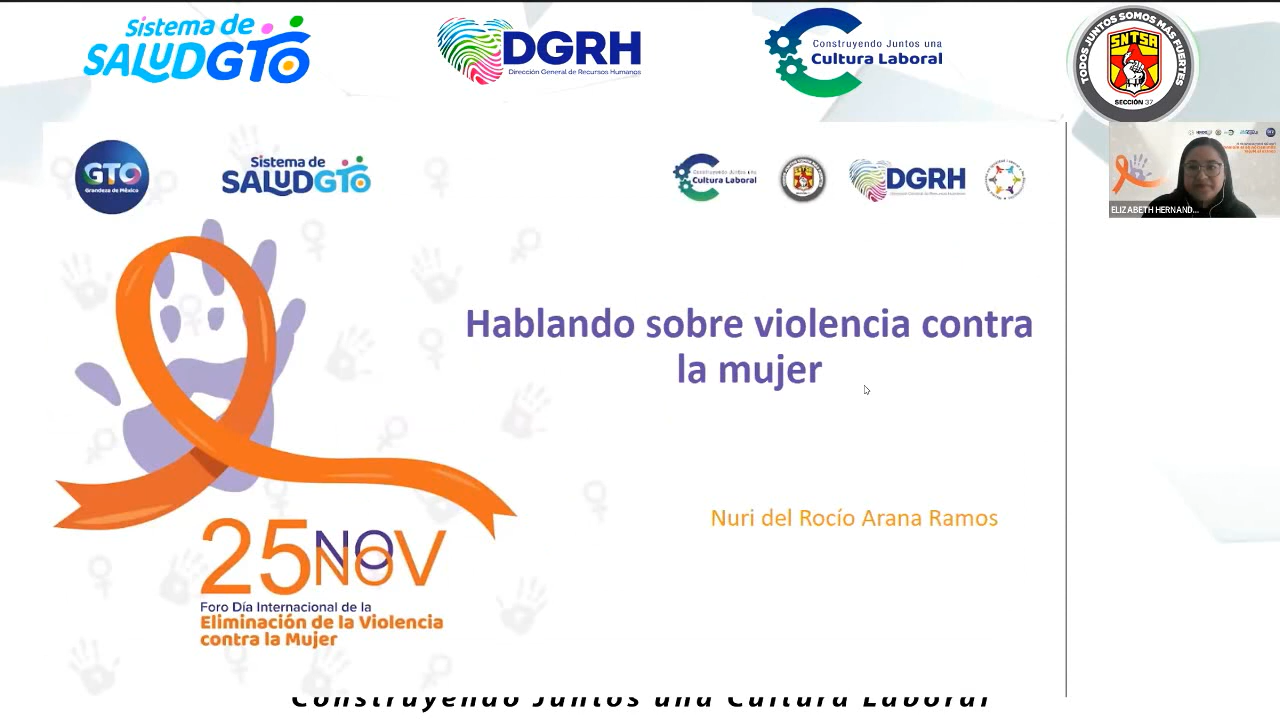 Sistema de
SALUDGTO
DGRH
Dirección General de Recursos Humanos
Construyendo Juntos una
Cultura Laboral
TODOS JUNTOS SOMOS MÁS FUERTES
SNTSA
SECCIÓN 37
GTO
Grandeza de México
Sistema de
SALUDGTO
Construyendo Juntos una
Cultura Laboral
DGRH
ELIZABETH HERNAND...
Hablando sobre violencia contra
la mujer
Nuri del Rocío Arana Ramos
25 NO
NOV
Foro Día Internacional de la
Eliminación de la Violencia
contra la Mujer
Construyendo Juntos una Cultura Laboral